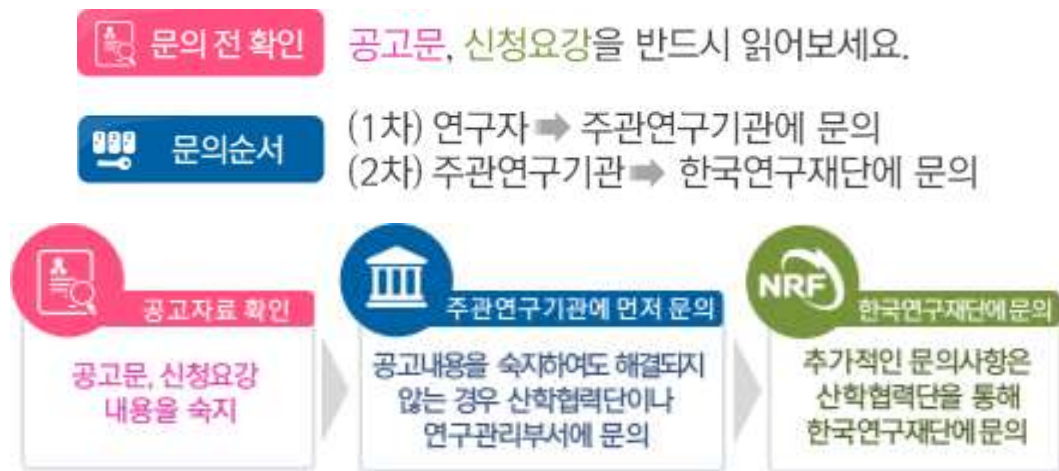 문의 전 확인
공고문, 신청요강을 반드시 읽어보세요.
문의순서
(1차) 연구자 ➡ 주관연구기관에 문의
(2차) 주관연구기관 ➡ 한국연구재단에 문의
공고자료 확인
공고문, 신청요강
내용을 숙지
주관연구기관에 먼저 문의
공고내용을 숙지하여도 해결되지
않는 경우 산학협력단이나
연구관리부서에 문의
NRF
한국연구재단에 문의
추가적인 문의사항은
산학협력단을 통해
한국연구재단에 문의